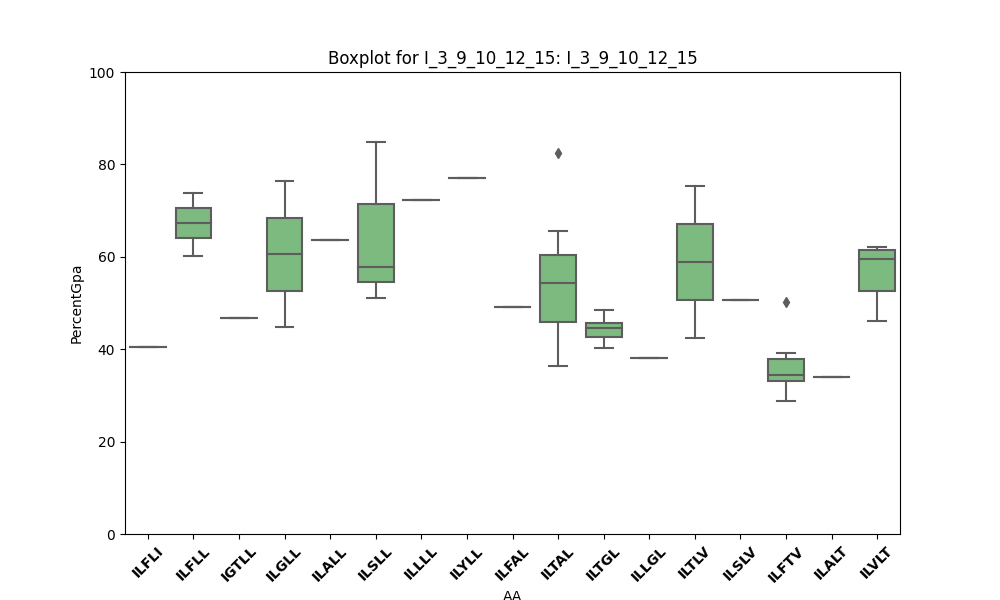 Boxplot for I_3_9_10_12_15: I_3_9_10_12_15
100
80
60
40
20
0
PercentGpa
ILFLI
ILFLL
IGTLL
ILGLL
ILALL
ILSLL
ILLLL
ILYLL
ILFAL
ILTAL
ILTGL
ILLGL
ILTLV
ILSLV
ILFTV
ILALT
ILVLT
AA